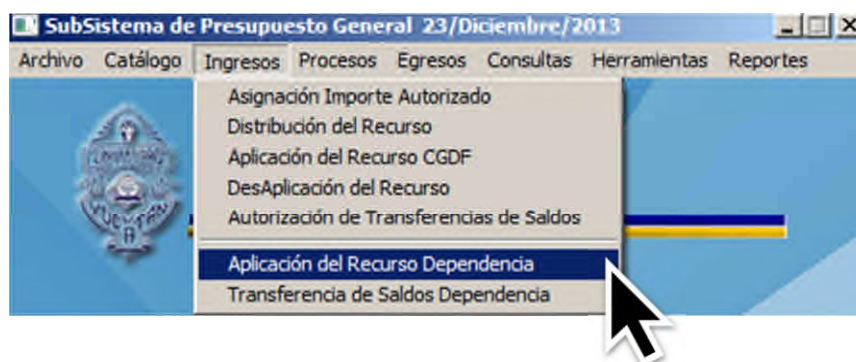 SubSistema de Presupuesto General 23/Diciembre/2013
Archivo Catálogo Ingresos Procesos Egresos Consultas Herramientas Reportes
Asignación Importe Autorizado
Distribución del Recurso
Aplicación del Recurso CGDF
DesAplicación del Recurso
Autorización de Transferencias de Saldos
Aplicación del Recurso Dependencia
Transferencia de Saldos Dependencia